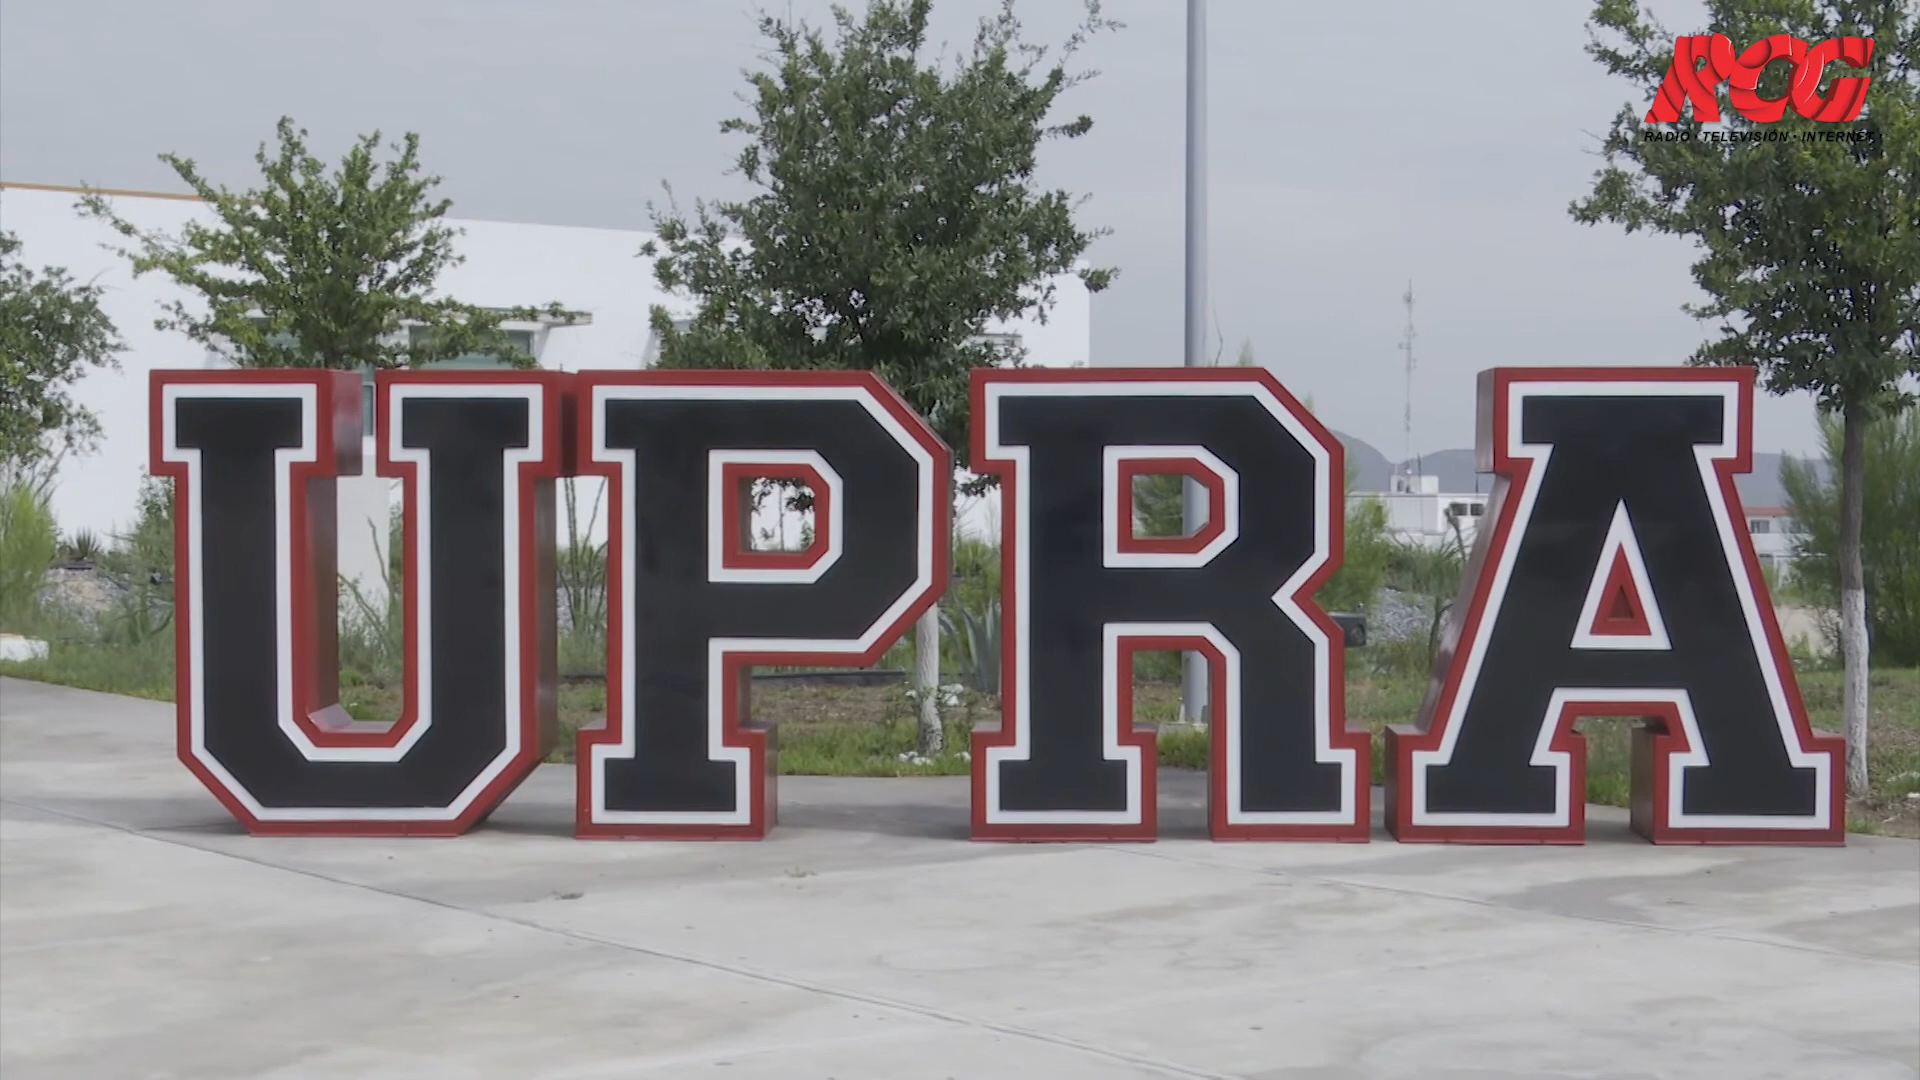 RCG
RADIO • TELEVISIÓN • INTERNET
UPRA